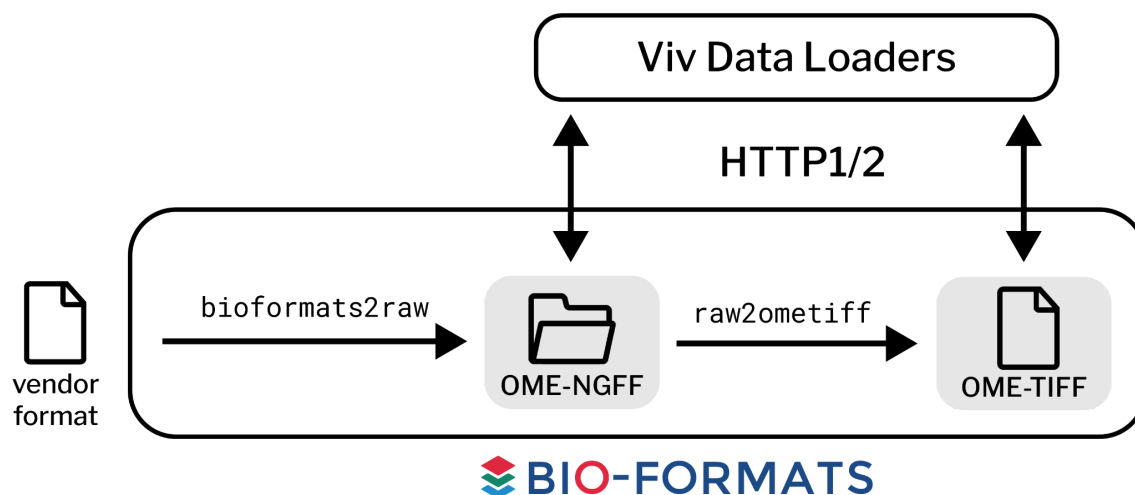 Viv Data Loaders
HTTP1/2
bioformats2raw
raw2ometiff
vendor
format
OME-NGFF
OME-TIFF
BIO-FORMATS